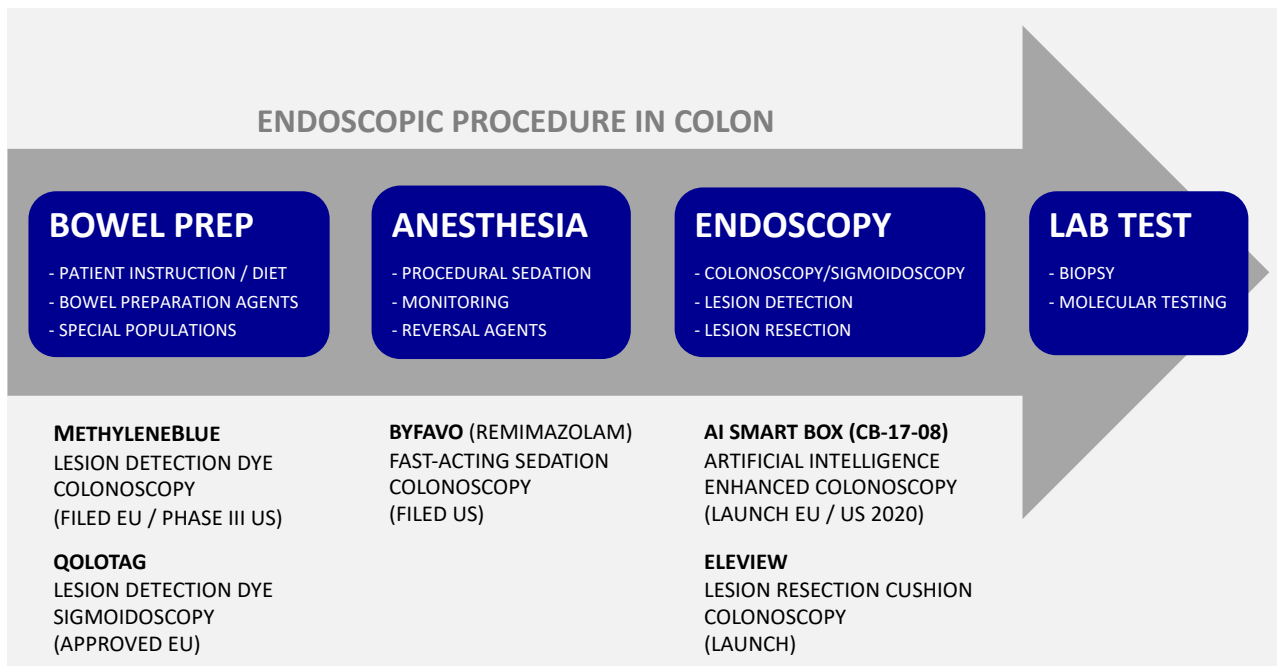 ENDOSCOPIC PROCEDURE IN COLON
BOWEL PREP
- PATIENT INSTRUCTION / DIET
- BOWEL PREPARATION AGENTS
- SPECIAL POPULATIONS
ANESTHESIA
- PROCEDURAL SEDATION
- MONITORING
- REVERSAL AGENTS
ENDOSCOPY
- COLONOSCOPY/SIGMOIDOSCOPY
- LESION DETECTION
- LESION RESECTION
LAB TEST
- BIOPSY
- MOLECULAR TESTING
METHYLENEBLUE
LESION DETECTION DYE
COLONOSCOPY
(FILED EU / PHASE III US)
QOLOTAG
LESION DETECTION DYE
SIGMOIDOSCOPY
(APPROVED EU)
BYFAVO (REMIMAZOLAM)
FAST-ACTING SEDATION
COLONOSCOPY
(FILED US)
AI SMART BOX (CB-17-08)
ARTIFICIAL INTELLIGENCE
ENHANCED COLONOSCOPY
(LAUNCH EU / US 2020)
ELEVIEW
LESION RESECTION CUSHION
COLONOSCOPY
(LAUNCH)